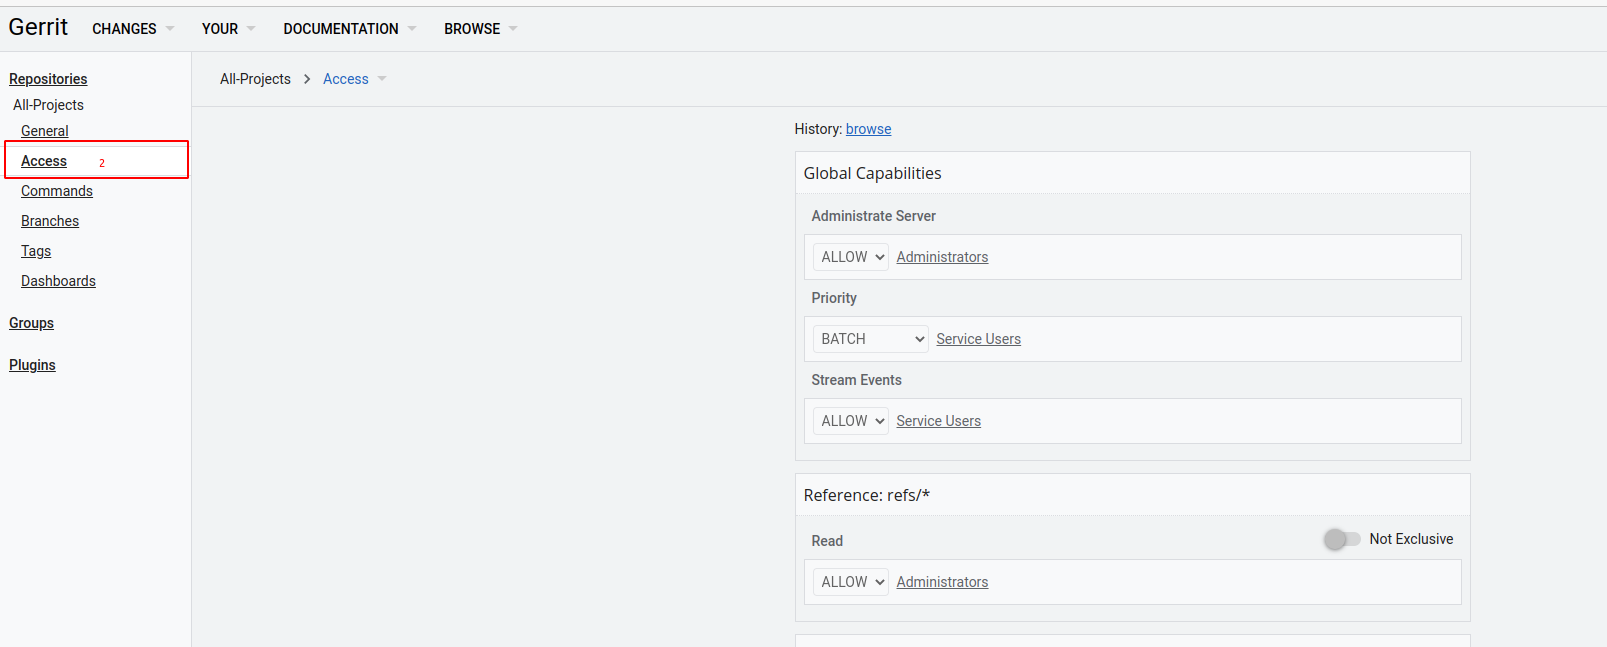 Gerrit CHANGES YOUR DOCUMENTATION BROWSE
Repositories
All-Projects
General
Access 2
Commands
Branches
Tags
Dashboards
Groups
Plugins
All-Projects > Access
History: browse
Global Capabilities
Administrate Server
ALLOW Administrators
Priority
BATCH Service Users
Stream Events
ALLOW Service Users
Reference: refs/*
Read Not Exclusive
ALLOW Administrators